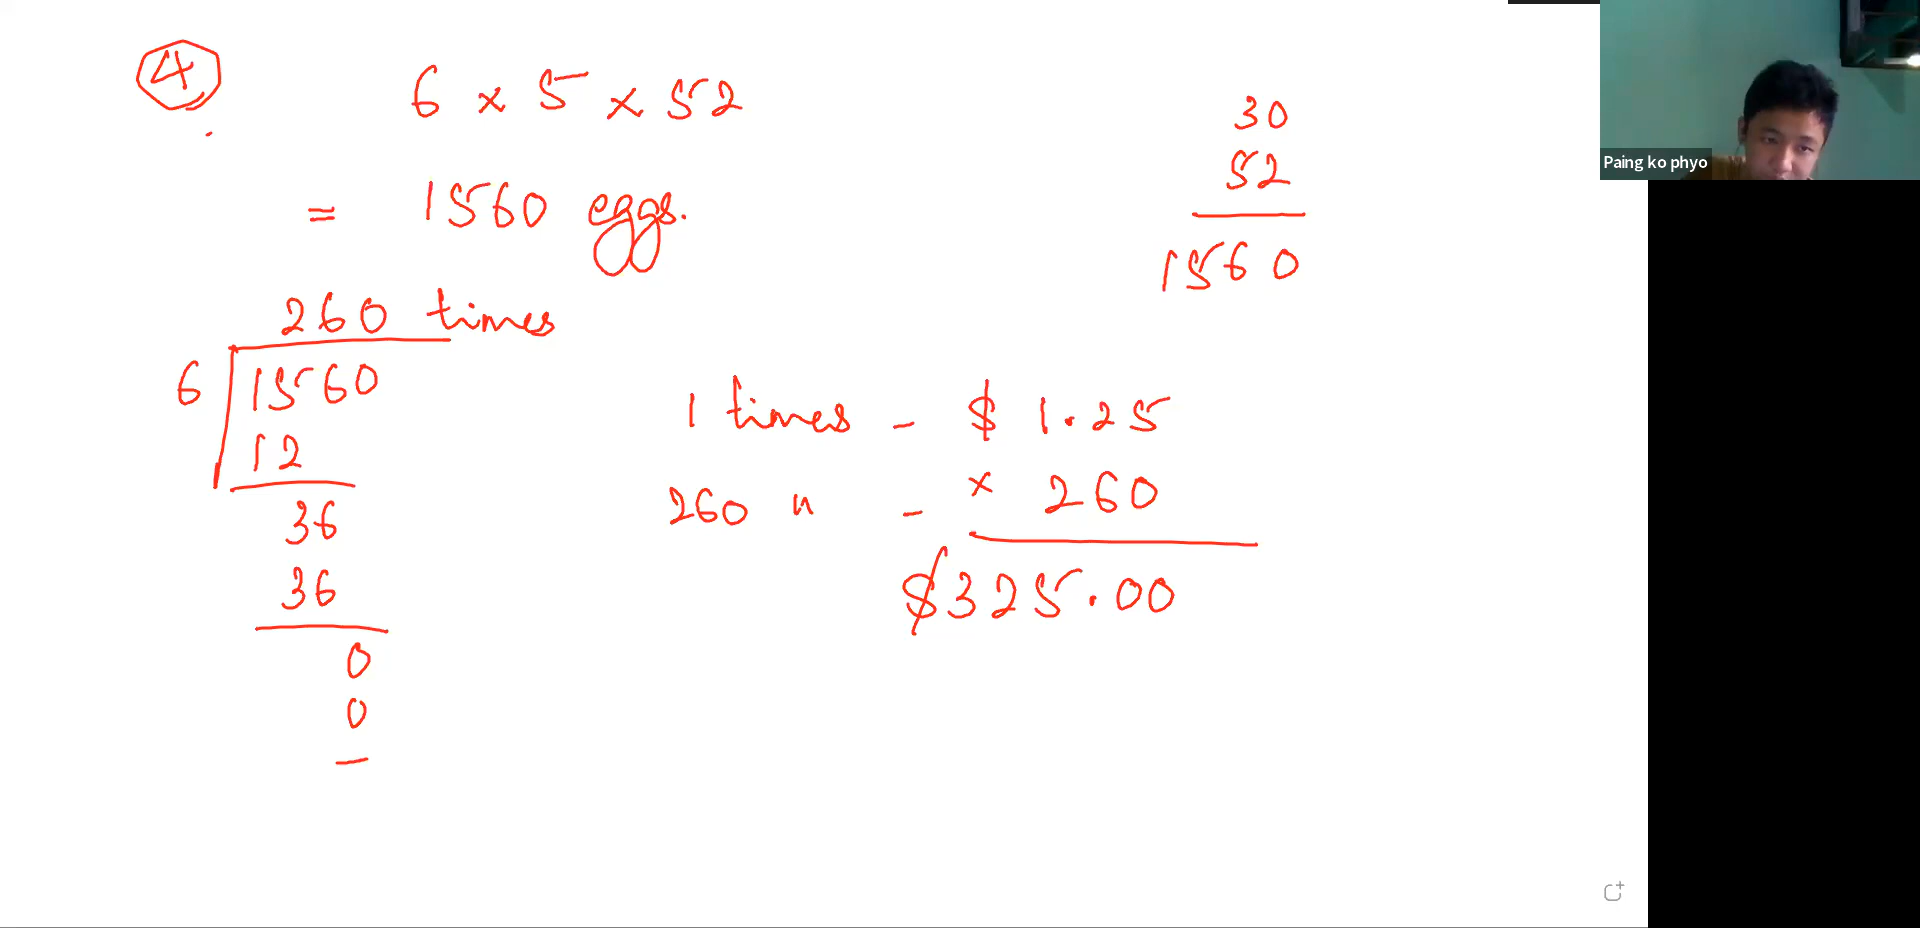 4
6 × 5 × 52
= 1560 eggs.
30
52
1560
260 times
6 1560
12
36
36
0
0
1 times - $ 1.25
260 " - × 260
$325.00
Paing ko phyo